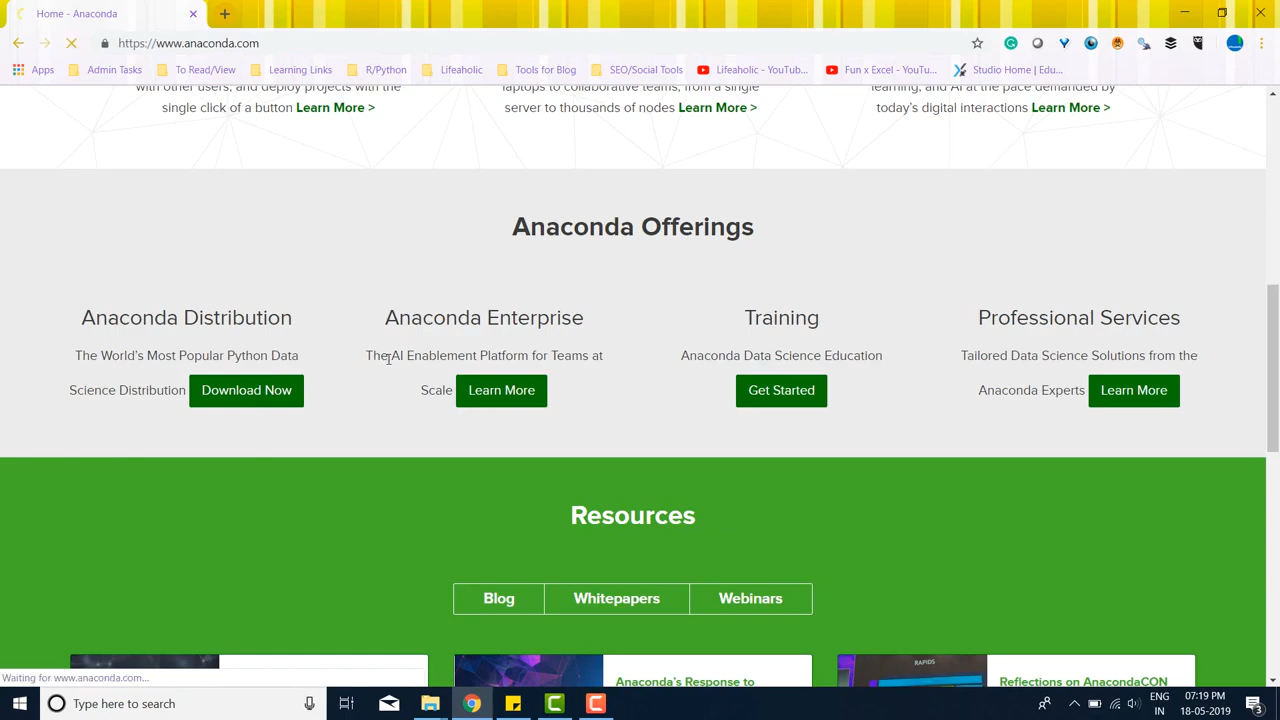 Home - Anaconda
https://www.anaconda.com
Apps
Admin Tasks
To Read/View
Learning Links
R/Python
Lifeaholic
Tools for Blog
SEO/Social Tools
Lifeaholic - YouTub...
Fun x Excel - YouTu...
Studio Home | Edu...
with other users, and deploy projects with the
single click of a button Learn More >
laptops to collaborative teams, from a single
server to thousands of nodes Learn More >
learning, and AI at the pace demanded by
today's digital interactions Learn More >
Anaconda Offerings
Anaconda Distribution
The World's Most Popular Python Data
Science Distribution Download Now
Anaconda Enterprise
The AI Enablement Platform for Teams at
Scale Learn More
Training
Anaconda Data Science Education
Get Started
Professional Services
Tailored Data Science Solutions from the
Anaconda Experts Learn More
Resources
Blog
Whitepapers
Webinars
Anaconda's Response to
RAPIDS
Reflections on AnacondaCON
Waiting for www.anaconda.com...
Type here to search
ENG
IN
07:19 PM
18-05-2019
3